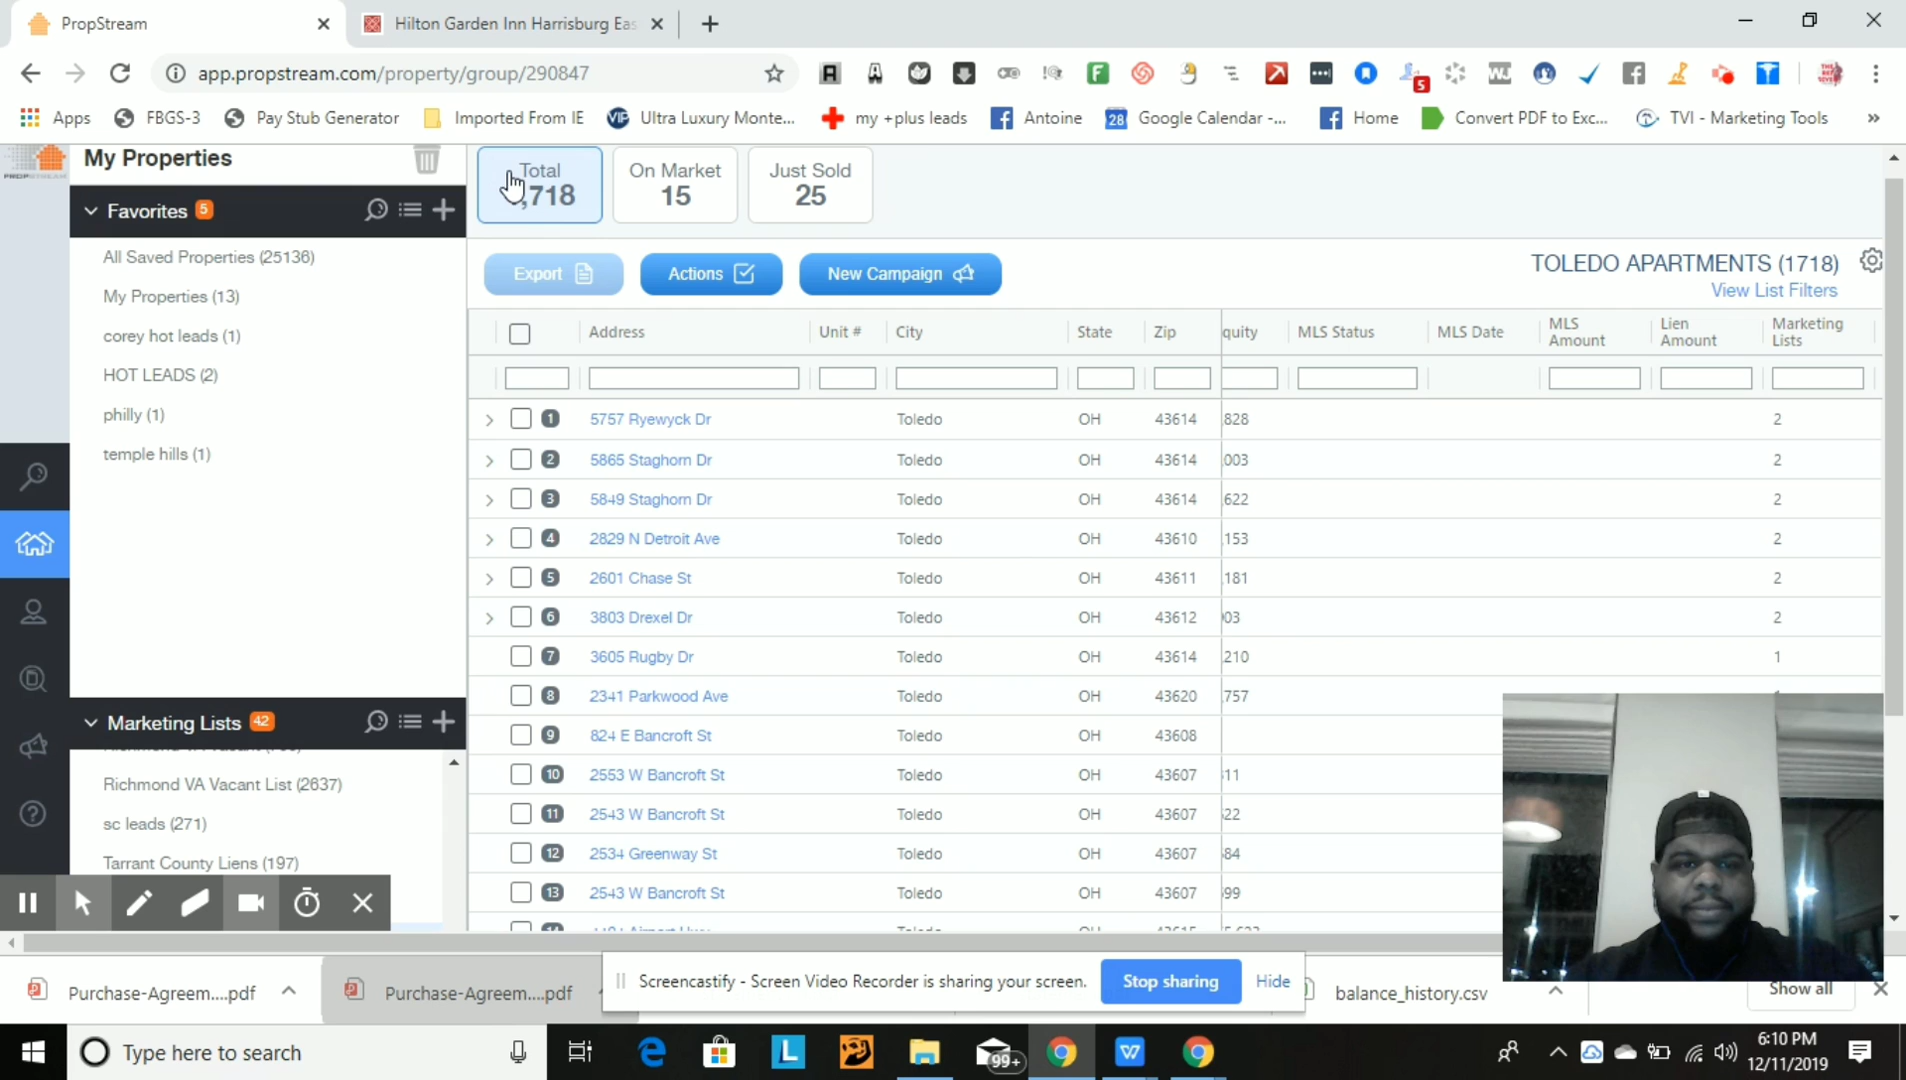 PropStream
Hilton Garden Inn Harrisburg Eas
app.propstream.com/property/group/290847
5
Apps
FBGS-3
Pay Stub Generator
Imported From IE
VIP
Ultra Luxury Monte...
my +plus leads
Antoine
28
Google Calendar -...
Home
Convert PDF to Exc...
TVI - Marketing Tools
»
My Properties
Total
,718
On Market
15
Just Sold
25
Favorites 5
All Saved Properties (25136)
My Properties (13)
corey hot leads (1)
HOT LEADS (2)
philly (1)
temple hills (1)
Export
Actions
New Campaign
TOLEDO APARTMENTS (1718)
View List Filters
Address Unit # City State Zip quity MLS Status MLS Date MLS Amount Lien Amount Marketing Lists
1 5757 Ryewyck Dr Toledo OH 43614 ,828 2
2 5865 Staghorn Dr Toledo OH 43614 ,003 2
3 5849 Staghorn Dr Toledo OH 43614 ,622 2
4 2829 N Detroit Ave Toledo OH 43610 ,153 2
5 2601 Chase St Toledo OH 43611 ,181 2
6 3803 Drexel Dr Toledo OH 43612 03 2
7 3605 Rugby Dr Toledo OH 43614 ,210 1
8 2341 Parkwood Ave Toledo OH 43620 ,757
9 824 E Bancroft St Toledo OH 43608
10 2553 W Bancroft St Toledo OH 43607 11
11 2543 W Bancroft St Toledo OH 43607 22
12 2534 Greenway St Toledo OH 43607 84
13 2543 W Bancroft St Toledo OH 43607 99
Marketing Lists 42
Richmond VA Vacant List (2637)
sc leads (271)
Tarrant County Liens (197)
Screencastify - Screen Video Recorder is sharing your screen.
Stop sharing
Hide
Purchase-Agreem....pdf
Purchase-Agreem....pdf
balance_history.csv
Show all
Type here to search
99+
6:10 PM
12/11/2019